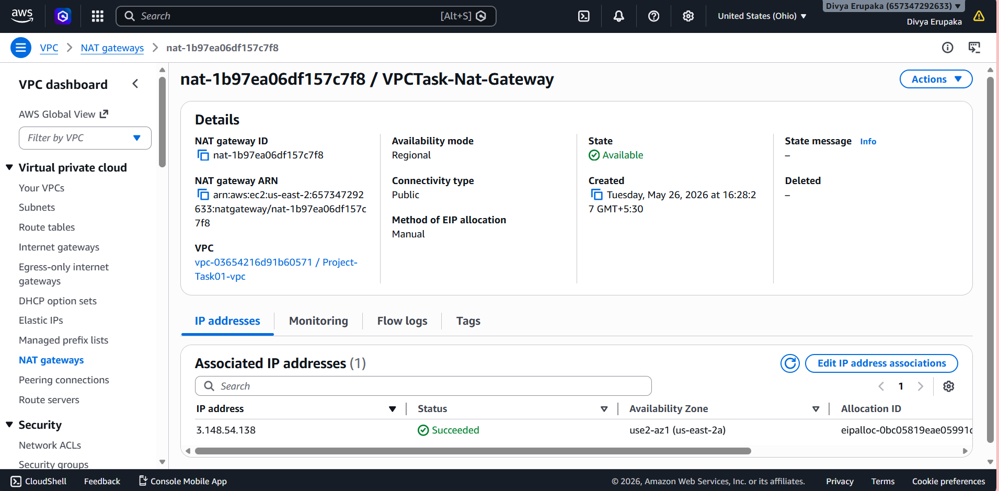 aws
Search [Alt+S]
United States (Ohio)
Divya Erupaka (657347292633)
Divya Erupaka
VPC
NAT gateways
nat-1b97ea06df157c7f8
VPC dashboard
AWS Global View
Filter by VPC
Virtual private cloud
Your VPCs
Subnets
Route tables
Internet gateways
Egress-only internet
gateways
DHCP option sets
Elastic IPs
Managed prefix lists
NAT gateways
Peering connections
Route servers
Security
Network ACLs
Security groups
nat-1b97ea06df157c7f8 / VPCTask-Nat-Gateway
Actions
Details
NAT gateway ID
nat-1b97ea06df157c7f8
NAT gateway ARN
arn:aws:ec2:us-east-2:657347292
633:natgateway/nat-1b97ea06df157c
7f8
VPC
vpc-03654216d91b60571 / Project-
Task01-vpc
Availability mode
Regional
Connectivity type
Public
Method of EIP allocation
Manual
State
Available
Created
Tuesday, May 26, 2026 at 16:28:2
7 GMT+5:30
State message Info
–
Deleted
–
IP addresses
Monitoring
Flow logs
Tags
Associated IP addresses (1)
Edit IP address associations
Search
1
IP address Status Availability Zone Allocation ID
3.148.54.138 Succeeded use2-az1 (us-east-2a) eipalloc-0bc05819eae05991
CloudShell
Feedback
Console Mobile App
© 2026, Amazon Web Services, Inc. or its affiliates.
Privacy
Terms
Cookie preferences